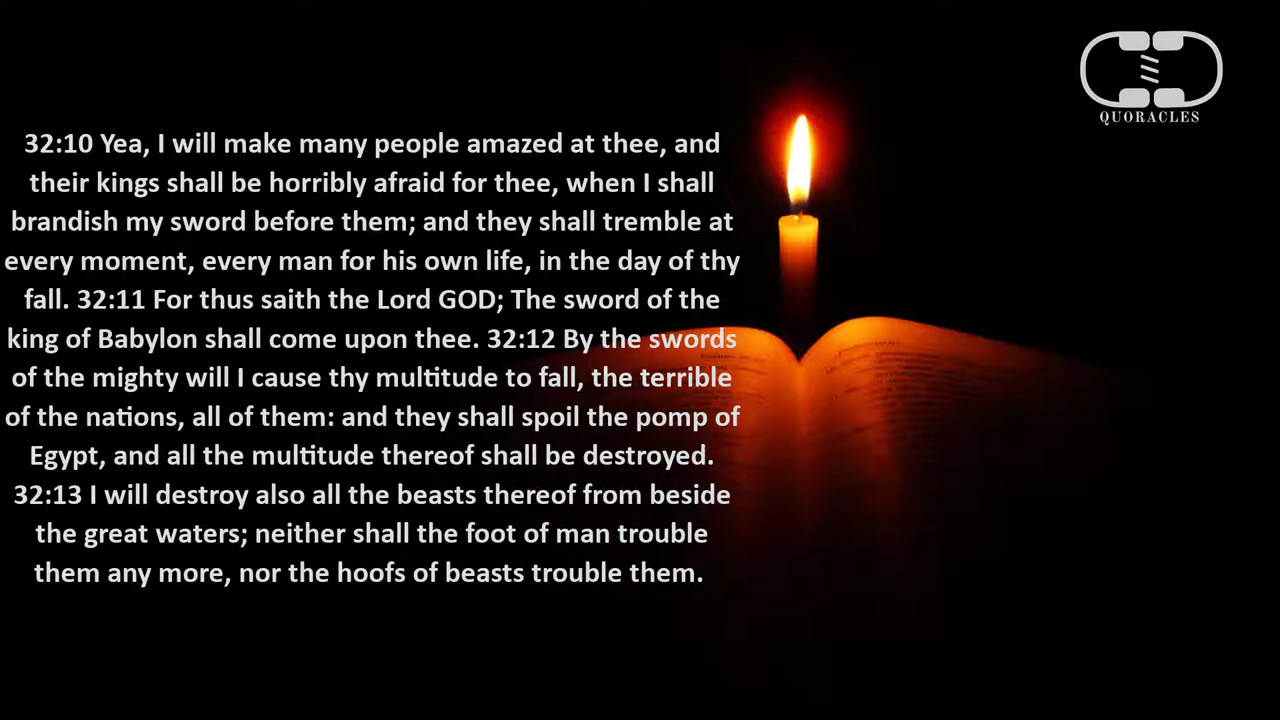 QUORACLES
32:10 Yea, I will make many people amazed at thee, and
their kings shall be horribly afraid for thee, when I shall
brandish my sword before them; and they shall tremble at
every moment, every man for his own life, in the day of thy
fall. 32:11 For thus saith the Lord GOD; The sword of the
king of Babylon shall come upon thee. 32:12 By the swords
of the mighty will I cause thy multitude to fall, the terrible
of the nations, all of them: and they shall spoil the pomp of
Egypt, and all the multitude thereof shall be destroyed.
32:13 I will destroy also all the beasts thereof from beside
the great waters; neither shall the foot of man trouble
them any more, nor the hoofs of beasts trouble them.